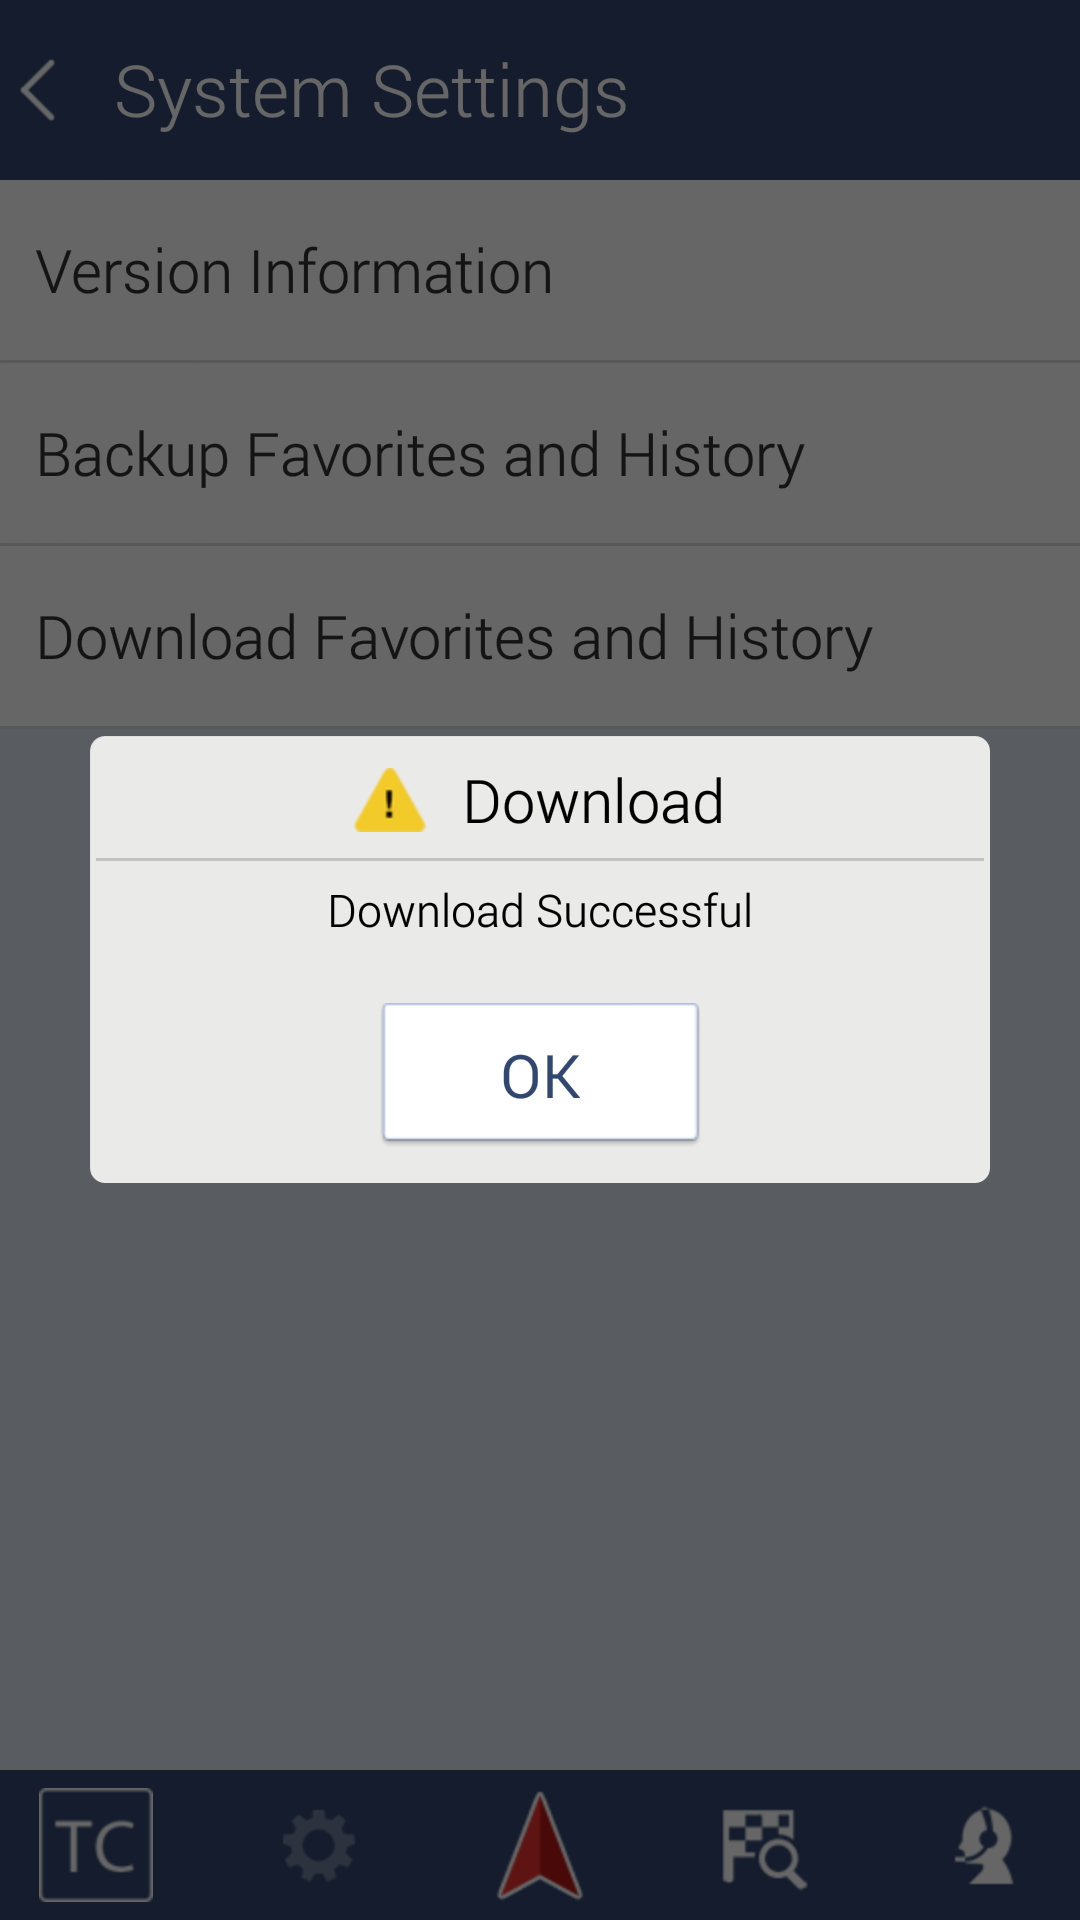 System Settings
Version Information
Backup Favorites and History
Download Favorites and History
Download
Download Successful
OK
TC